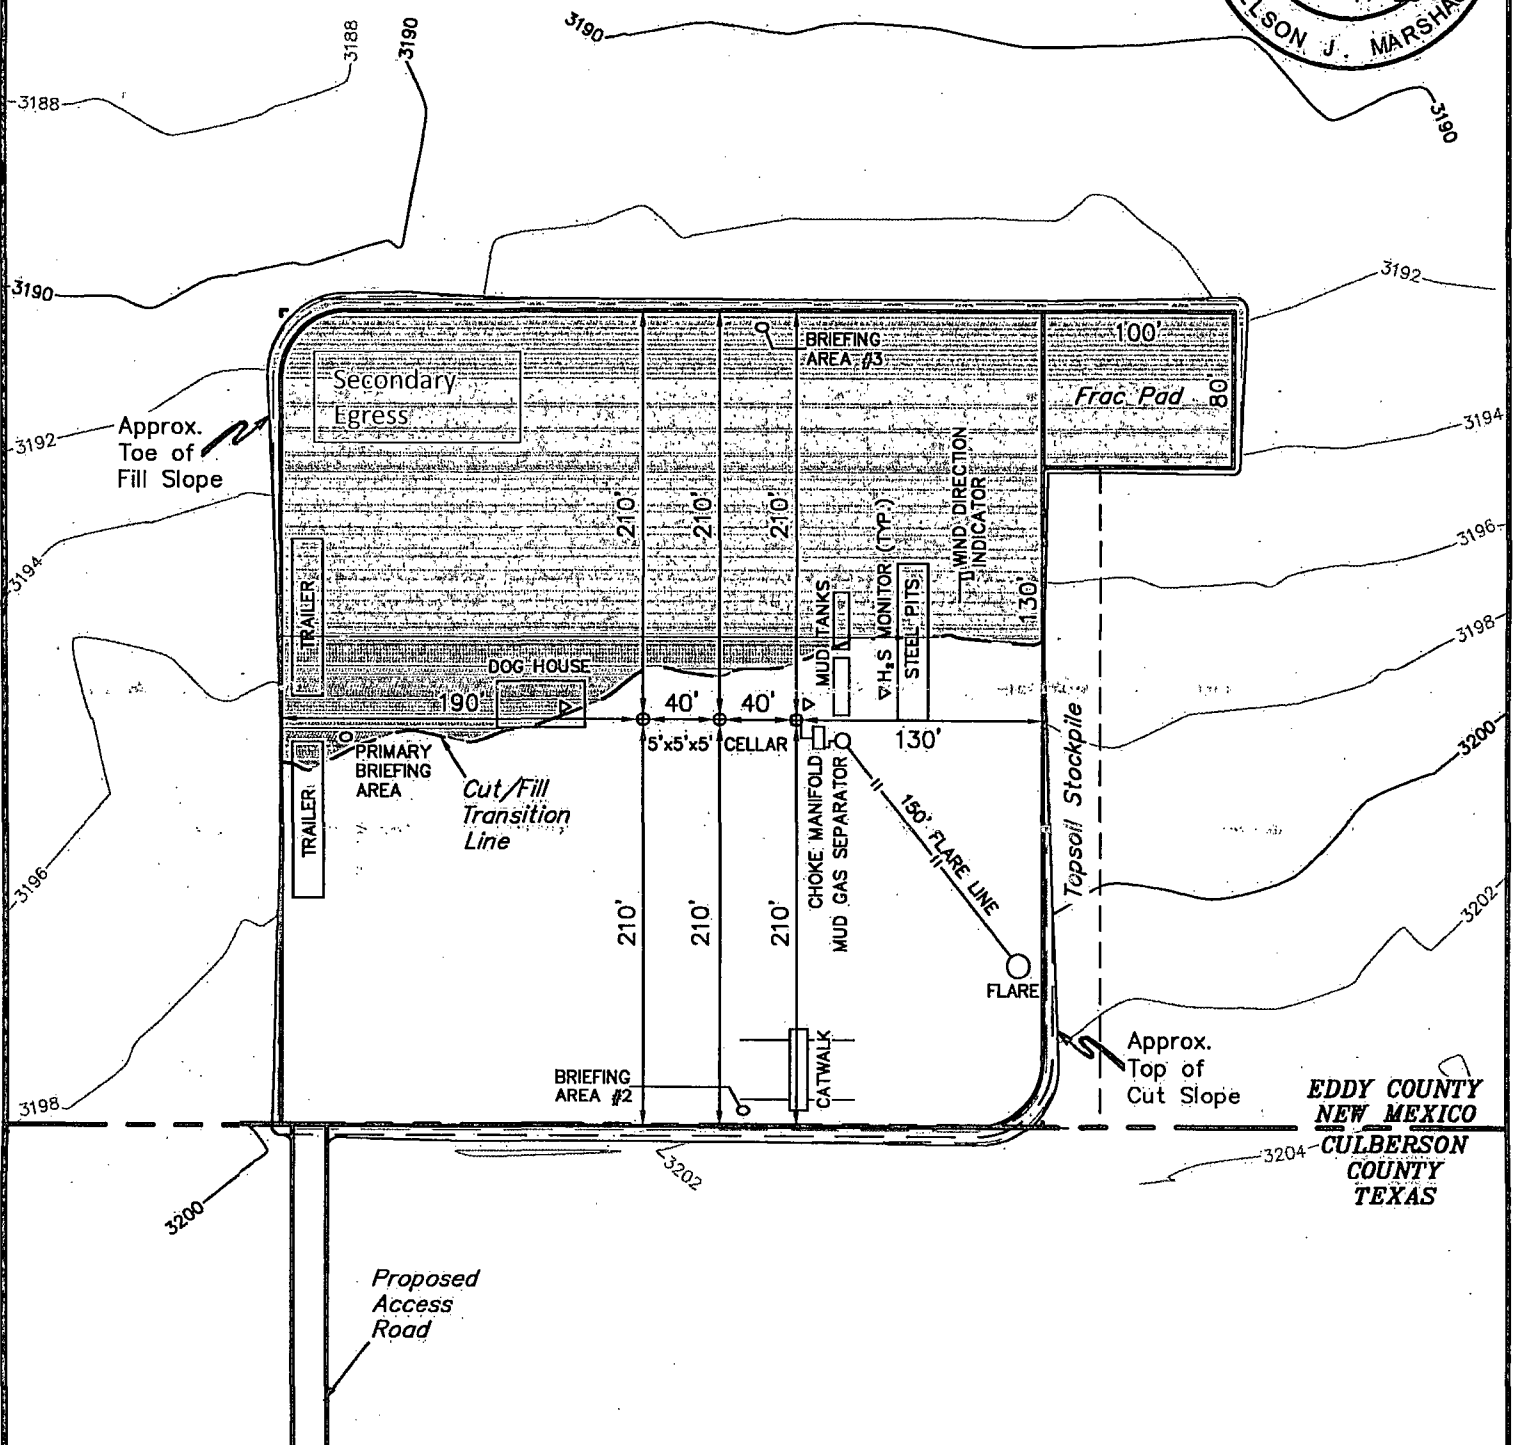 3188
3190
3190
ELSON J. MARSHA
3188
3190
3190
3192
BRIEFING
AREA #3
100'
80'
Frac Pad
Secondary
Egress
Approx.
Toe of
Fill Slope
3192
3194
210'
210'
210'
WIND DIRECTION
INDICATOR
H2S MONITOR (TYP.)
STEEL PITS
MUD TANKS
130'
3196
3194
TRAILER
3198
DOG HOUSE
190'
40'
40'
5'x5'x5' CELLAR
130'
3200
PRIMARY
BRIEFING
AREA
Cut/Fill
Transition
Line
TRAILER
CHOKE MANIFOLD
MUD GAS SEPARATOR
150' FLARE LINE
Topsoil Stockpile
3196
3202
210'
210'
210'
FLARE
CATWALK
BRIEFING
AREA #2
Approx.
Top of
Cut Slope
EDDY COUNTY
NEW MEXICO
3198
3204
CULBERSON
COUNTY
TEXAS
3202
3200
Proposed
Access
Road